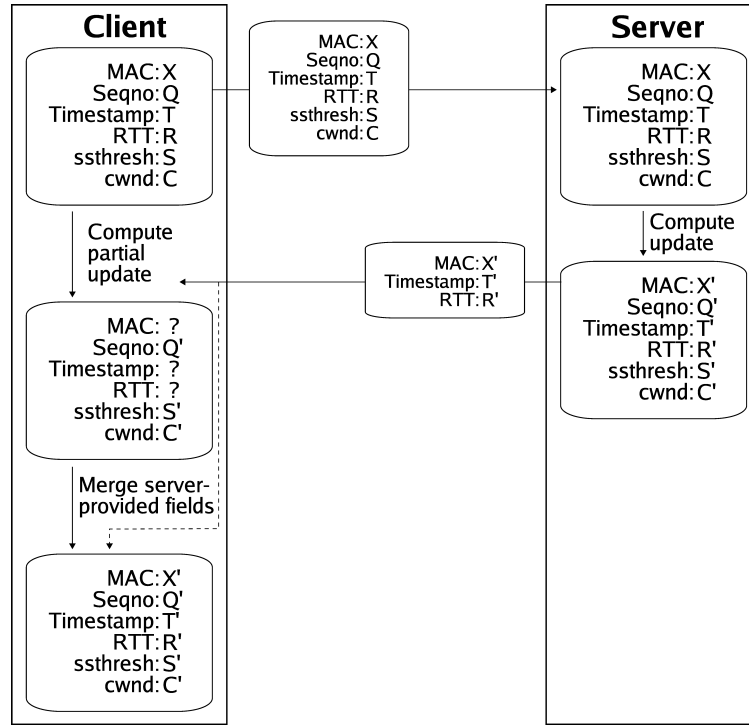 Client
MAC: X
Seqno: Q
Timestamp: T
RTT: R
ssthresh: S
cwnd: C
MAC: X
Seqno: Q
Timestamp: T
RTT: R
ssthresh: S
cwnd: C
Server
MAC: X
Seqno: Q
Timestamp: T
RTT: R
ssthresh: S
cwnd: C
Compute
partial
update
Compute
update
MAC: X'
Timestamp: T'
RTT: R'
MAC: X'
Seqno: Q'
Timestamp: T'
RTT: R'
ssthresh: S'
cwnd: C'
MAC: ?
Seqno: Q'
Timestamp: ?
RTT: ?
ssthresh: S'
cwnd: C'
Merge server-
provided fields
MAC: X'
Seqno: Q'
Timestamp: T'
RTT: R'
ssthresh: S'
cwnd: C'